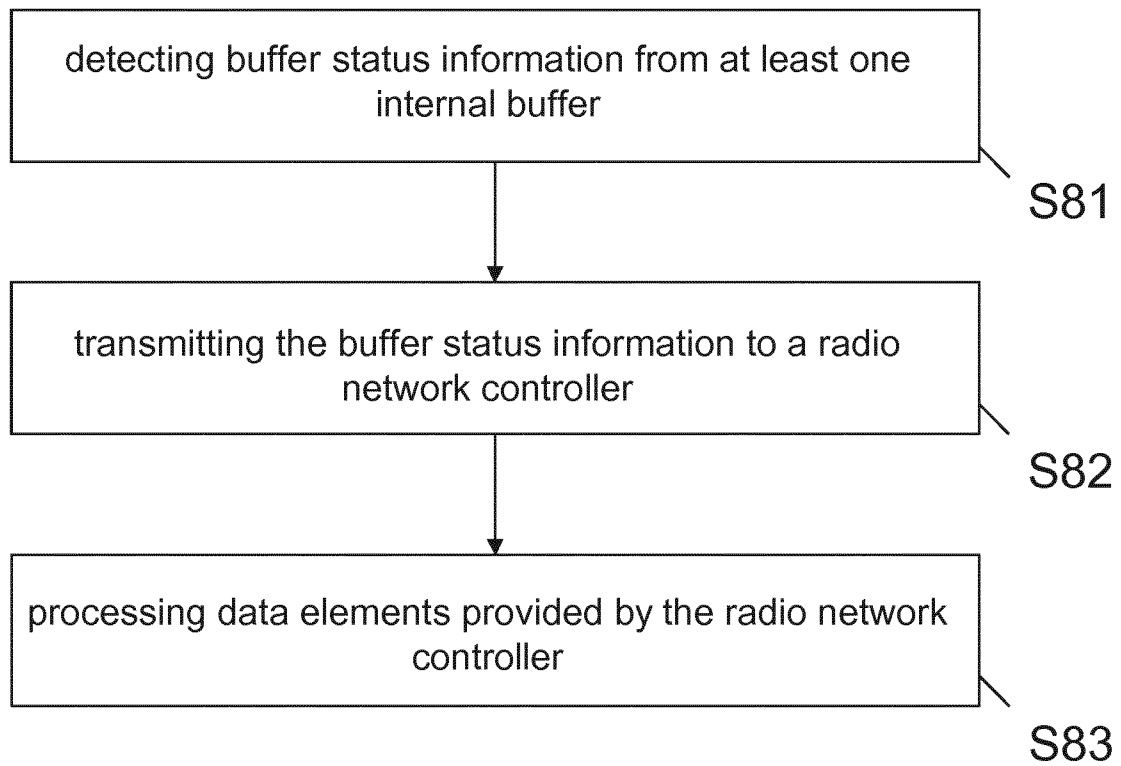 detecting buffer status information from at least one
internal buffer
S81
transmitting the buffer status information to a radio
network controller
S82
processing data elements provided by the radio network
controller
S83